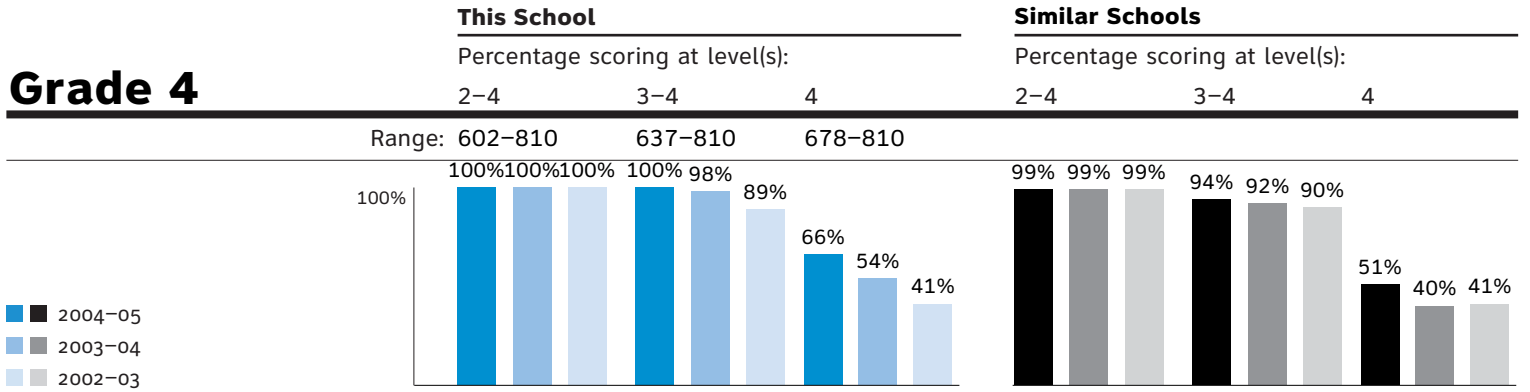 This School Similar Schools
Percentage scoring at level(s): Percentage scoring at level(s):
Grade 4 2–4 3–4 4 2–4 3–4 4
Range: 602–810 637–810 678–810
100% 100% 100% 100% 98% 89% 66% 54% 41% 99% 99% 99% 94% 92% 90% 51% 40% 41%
100%
2004–05
2003–04
2002–03